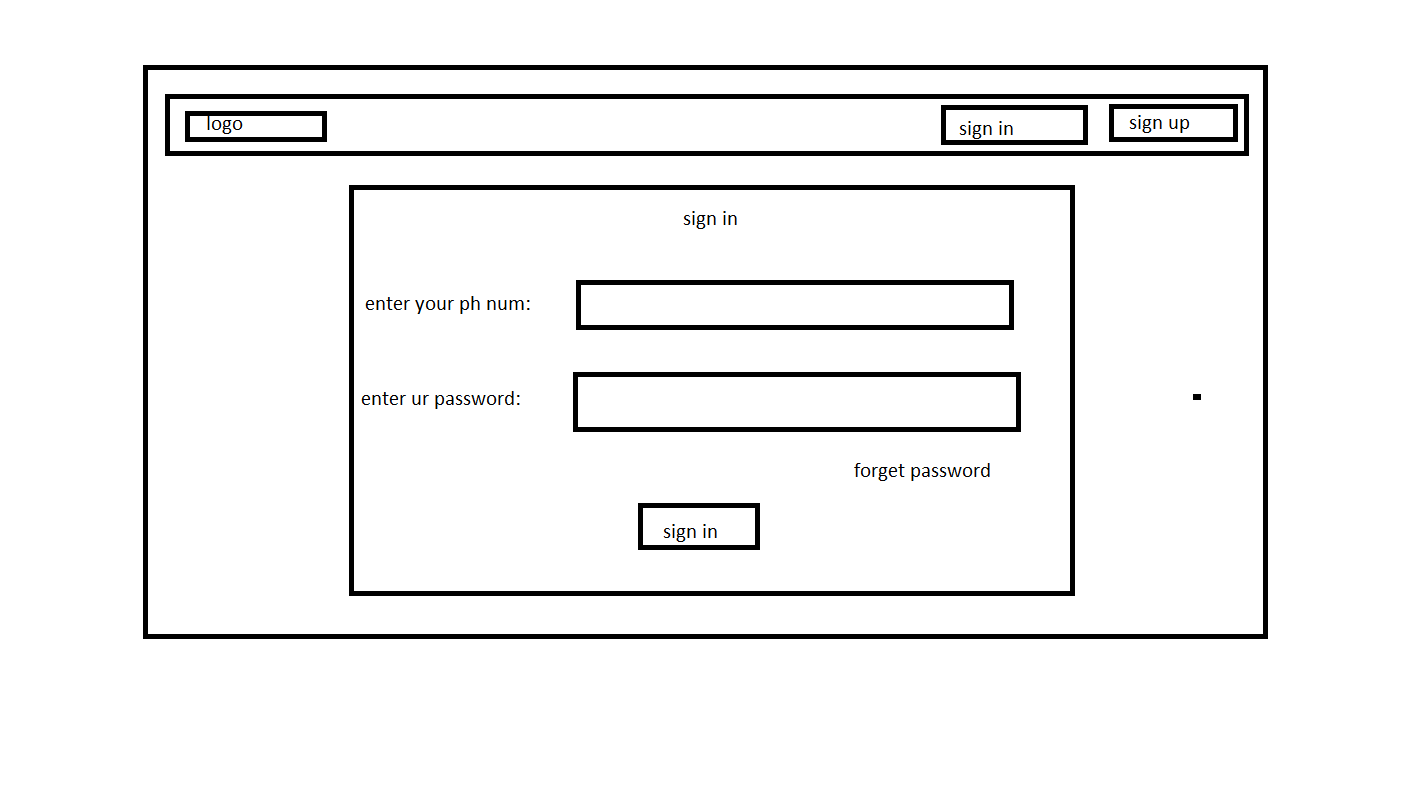 logo
sign in
sign up
sign in
enter your ph num:
enter ur password:
forget password
sign in